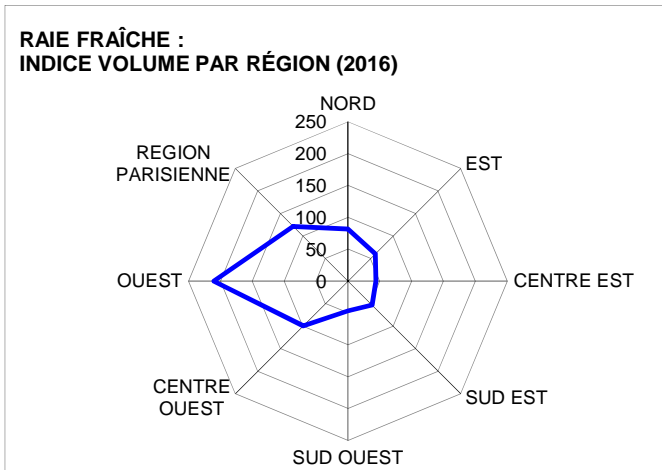 RAIE FRAÎCHE :
INDICE VOLUME PAR RÉGION (2016)
NORD
250
200
150
100
50
0
EST
CENTRE EST
SUD EST
SUD OUEST
CENTRE
OUEST
OUEST
REGION
PARISIENNE